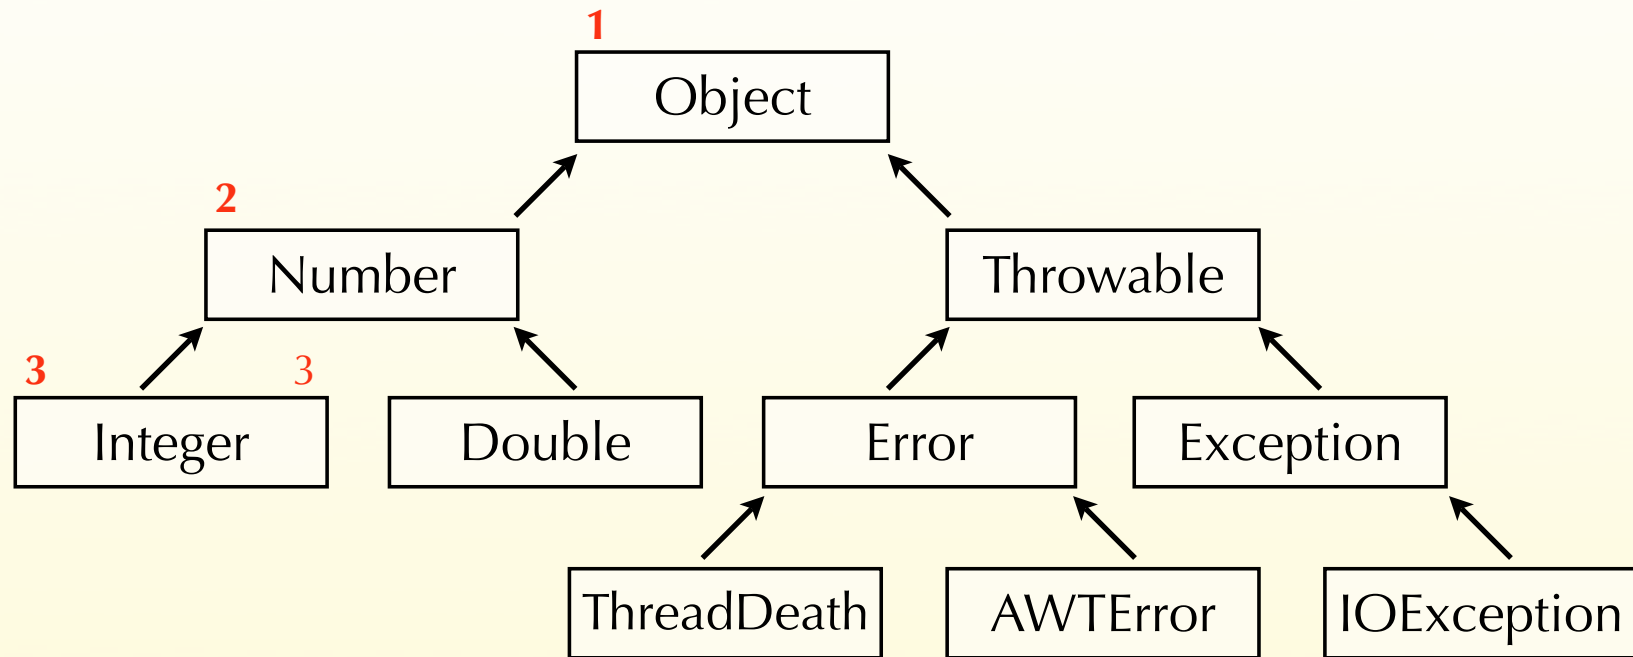 1
Object
2
Number Throwable
3 3
Integer Double Error Exception
ThreadDeath AWTError IOException